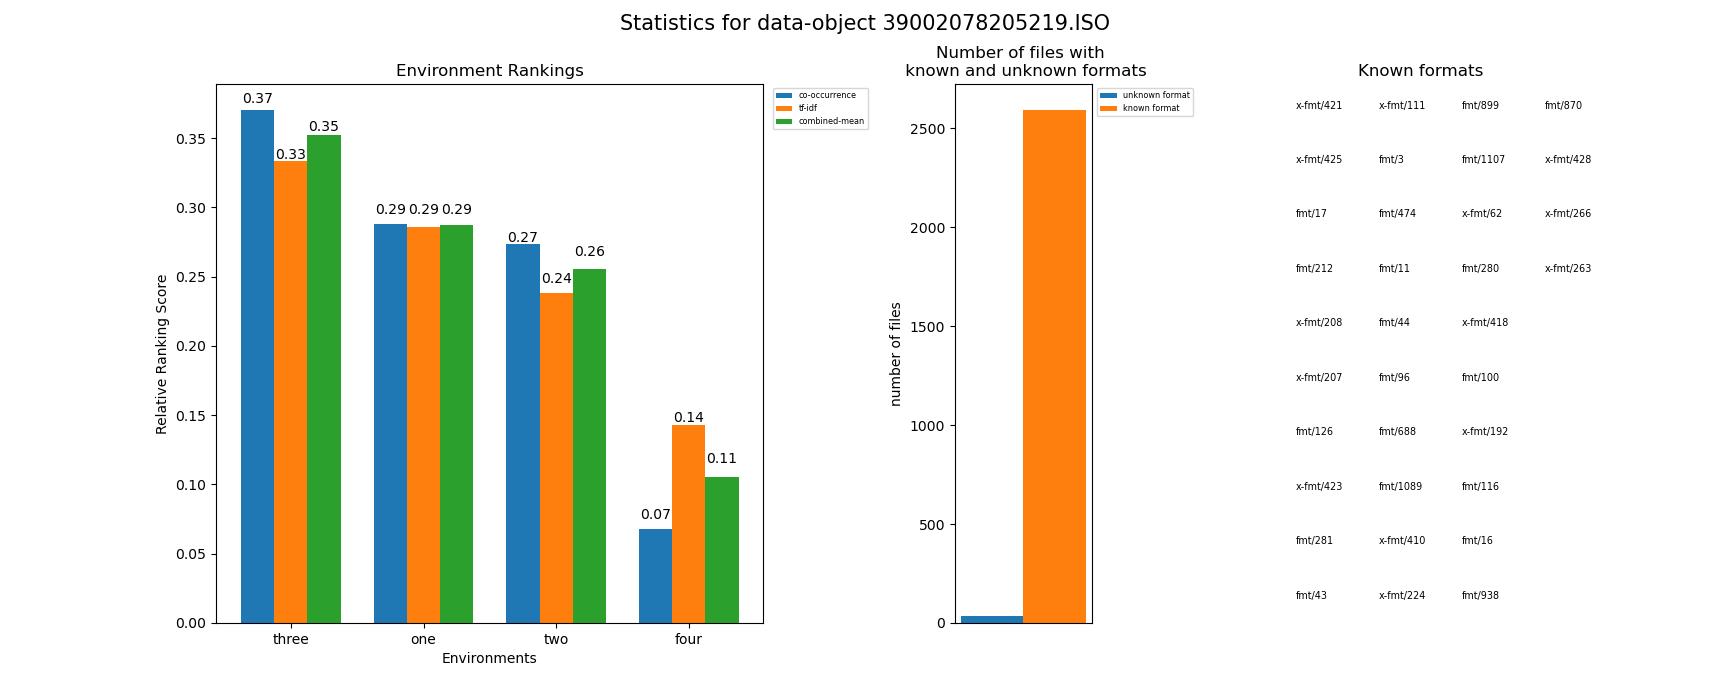 Statistics for data-object 39002078205219.ISO
Environment Rankings
0.37
0.33
0.35
0.29 0.29 0.29
0.27
0.24
0.26
0.07
0.14
0.11
0.35
0.30
0.25
0.20
0.15
0.10
0.05
0.00
Relative Ranking Score
three one two four
Environments
co-occurrence
tf-idf
combined-mean
Number of files with
known and unknown formats
2500
2000
1500
1000
500
0
number of files
unknown format
known format
Known formats
x-fmt/421 x-fmt/111 fmt/899 fmt/870
x-fmt/425 fmt/3 fmt/1107 x-fmt/428
fmt/17 fmt/474 x-fmt/62 x-fmt/266
fmt/212 fmt/11 fmt/280 x-fmt/263
x-fmt/208 fmt/44 x-fmt/418
x-fmt/207 fmt/96 fmt/100
fmt/126 fmt/688 x-fmt/192
x-fmt/423 fmt/1089 fmt/116
fmt/281 x-fmt/410 fmt/16
fmt/43 x-fmt/224 fmt/938